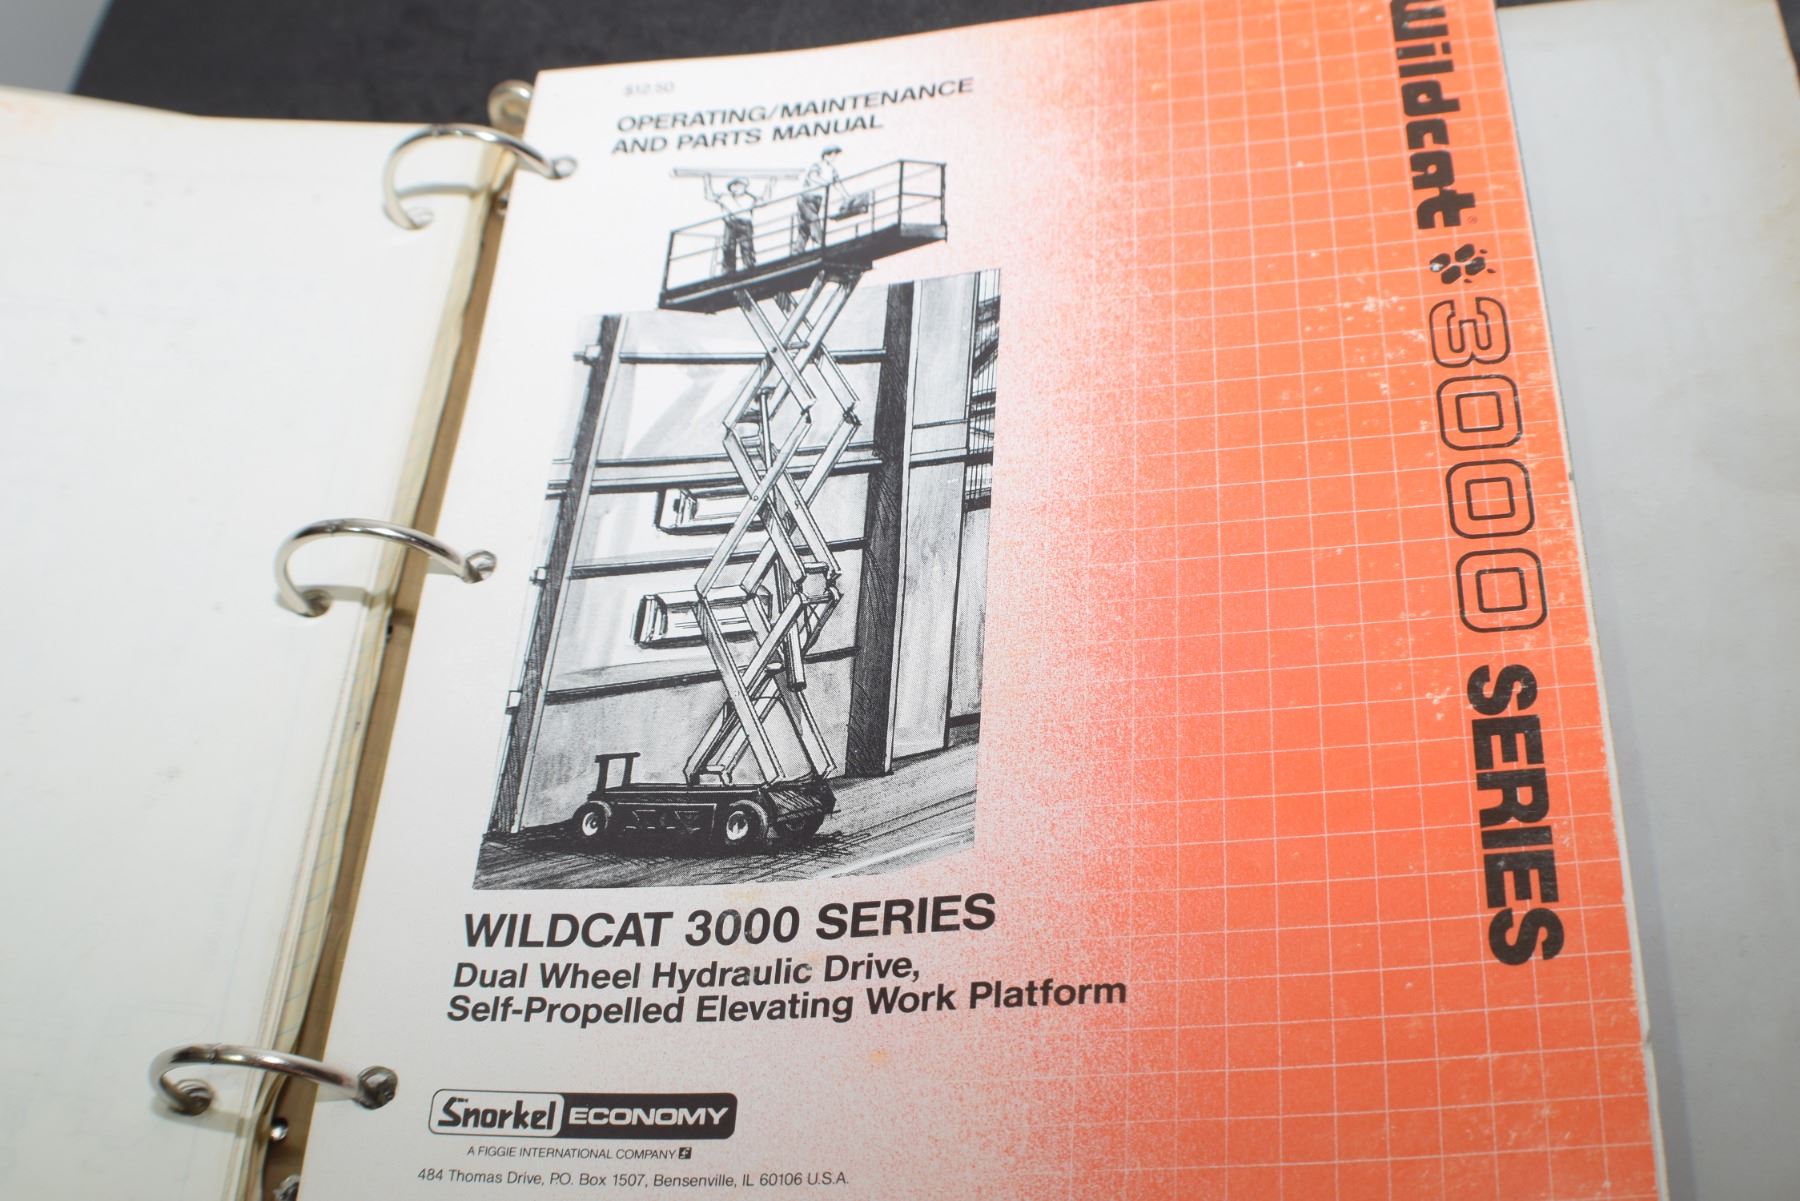 $12.50
OPERATING/MAINTENANCE
AND PARTS MANUAL
WILDCAT 3000 SERIES
Dual Wheel Hydraulic Drive,
Self-Propelled Elevating Work Platform
Snorkel ECONOMY
A FIGGIE INTERNATIONAL COMPANY
484 Thomas Drive, P.O. Box 1507, Bensenville, IL 60106 U.S.A.
wildcat® 3000 SERIES